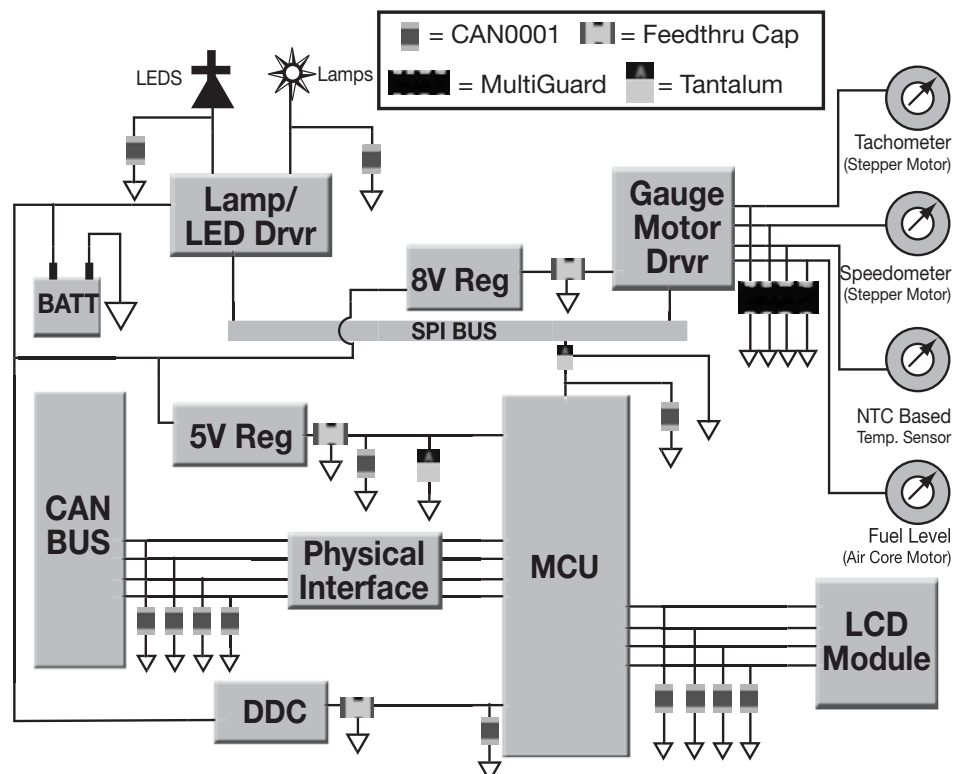 = CAN0001
= Feedthru Cap
= MultiGuard
A = Tantalum
LEDS
Lamps
Tachometer
(Stepper Motor)
Lamp/
LED Drvr
Gauge
Motor
Drvr
8V Reg
Speedometer
(Stepper Motor)
BATT
SPI BUS
A
NTC Based
Temp. Sensor
5V Reg
A
CAN
BUS
Physical
Interface
MCU
Fuel Level
(Air Core Motor)
LCD
Module
DDC